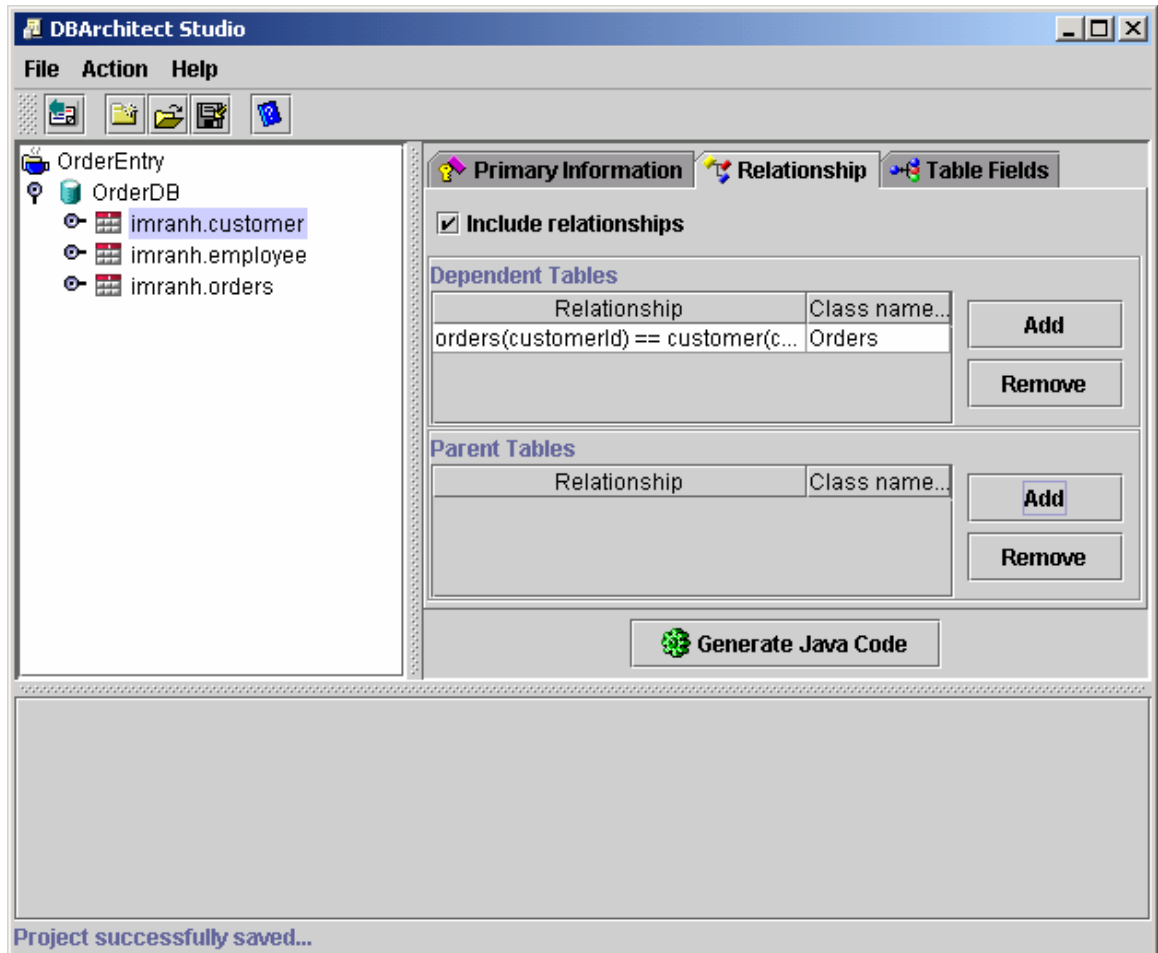 DBArchitect Studio
File Action Help
OrderEntry
OrderDB
imranh.customer
imranh.employee
imranh.orders
Primary Information Relationship Table Fields
Include relationships
Dependent Tables
Relationship Class name...
orders(customerId) == customer(c... Orders
Add
Remove
Parent Tables
Relationship Class name...
Add
Remove
Generate Java Code
Project successfully saved...